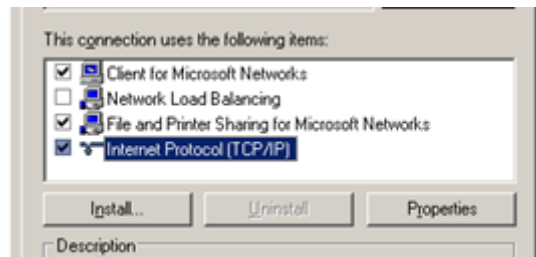 This connection uses the following items:
Client for Microsoft Networks
Network Load Balancing
File and Printer Sharing for Microsoft Networks
Internet Protocol (TCP/IP)
Install... Uninstall Properties
Description